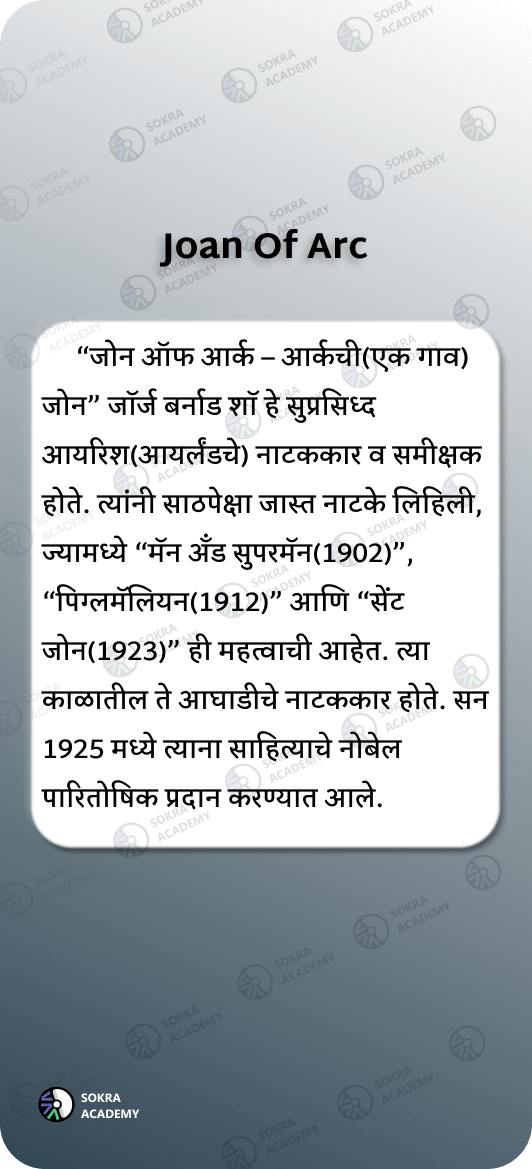 Joan Of Arc
“जोन ऑफ आर्क – आर्कची(एक गाव)
जोन” जॉर्ज बर्नाड शॉ हे सुप्रसिध्द
आयरिश(आयर्लंडचे) नाटककार व समीक्षक
होते. त्यांनी साठपेक्षा जास्त नाटके लिहिली,
ज्यामध्ये “मॅन अँड सुपरमॅन(1902)”,
“पिग्लमॅलियन(1912)” आणि “सेंट
जोन(1923)” ही महत्वाची आहेत. त्या
काळातील ते आघाडीचे नाटककार होते. सन
1925 मध्ये त्याना साहित्याचे नोबेल
पारितोषिक प्रदान करण्यात आले.
SOKRA
ACADEMY